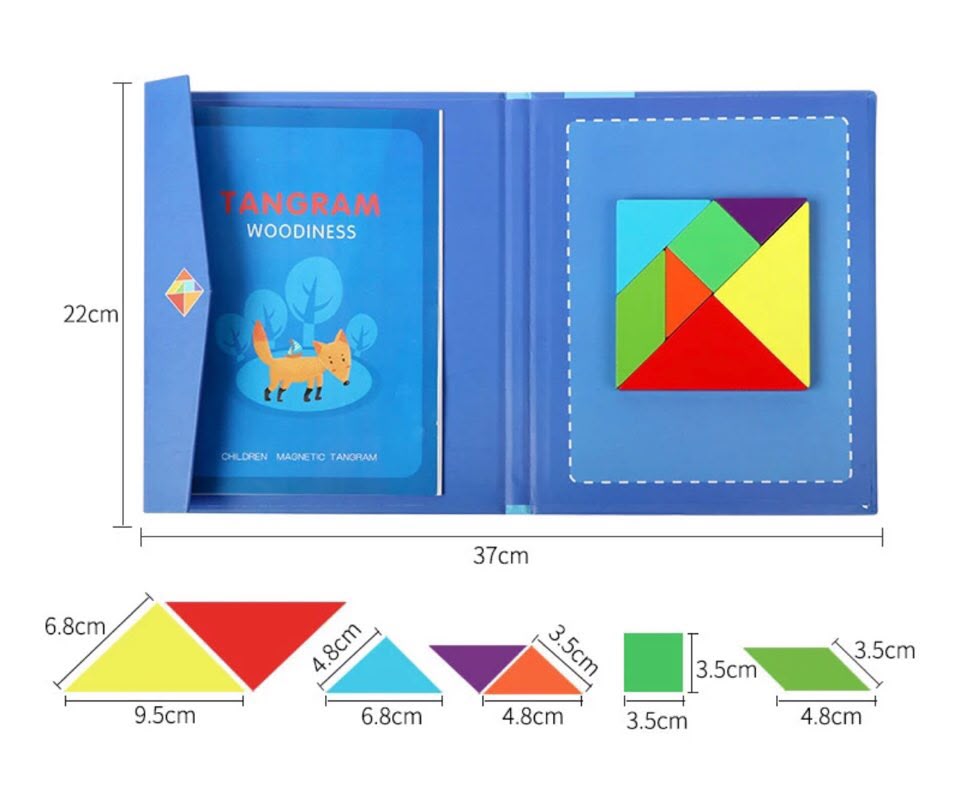 TANGRAM
WOODINESS
CHILDREN MAGNETIC TANGRAM
22cm
37cm
6.8cm
9.5cm
4.8cm
6.8cm
3.5cm
4.8cm
3.5cm
3.5cm
3.5cm
4.8cm